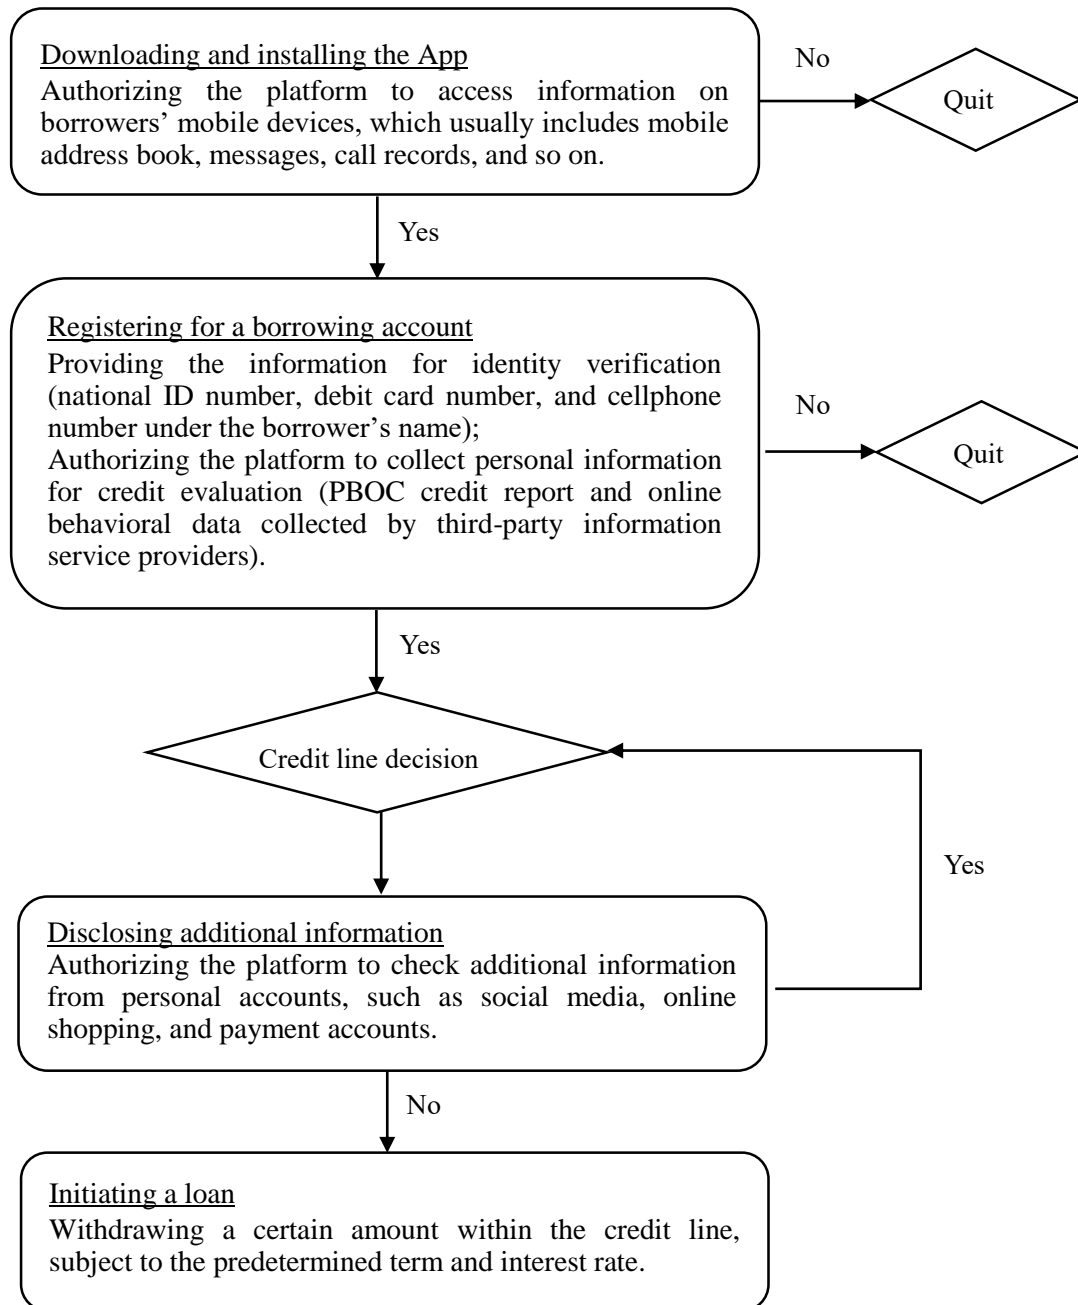 Downloading and installing the App
Authorizing the platform to access information on
borrowers’ mobile devices, which usually includes mobile
address book, messages, call records, and so on.
No
Quit
Yes
Registering for a borrowing account
Providing the information for identity verification
(national ID number, debit card number, and cellphone
number under the borrower’s name);
Authorizing the platform to collect personal information
for credit evaluation (PBOC credit report and online
behavioral data collected by third-party information
service providers).
No
Quit
Yes
Credit line decision
Yes
Disclosing additional information
Authorizing the platform to check additional information
from personal accounts, such as social media, online
shopping, and payment accounts.
No
Initiating a loan
Withdrawing a certain amount within the credit line,
subject to the predetermined term and interest rate.